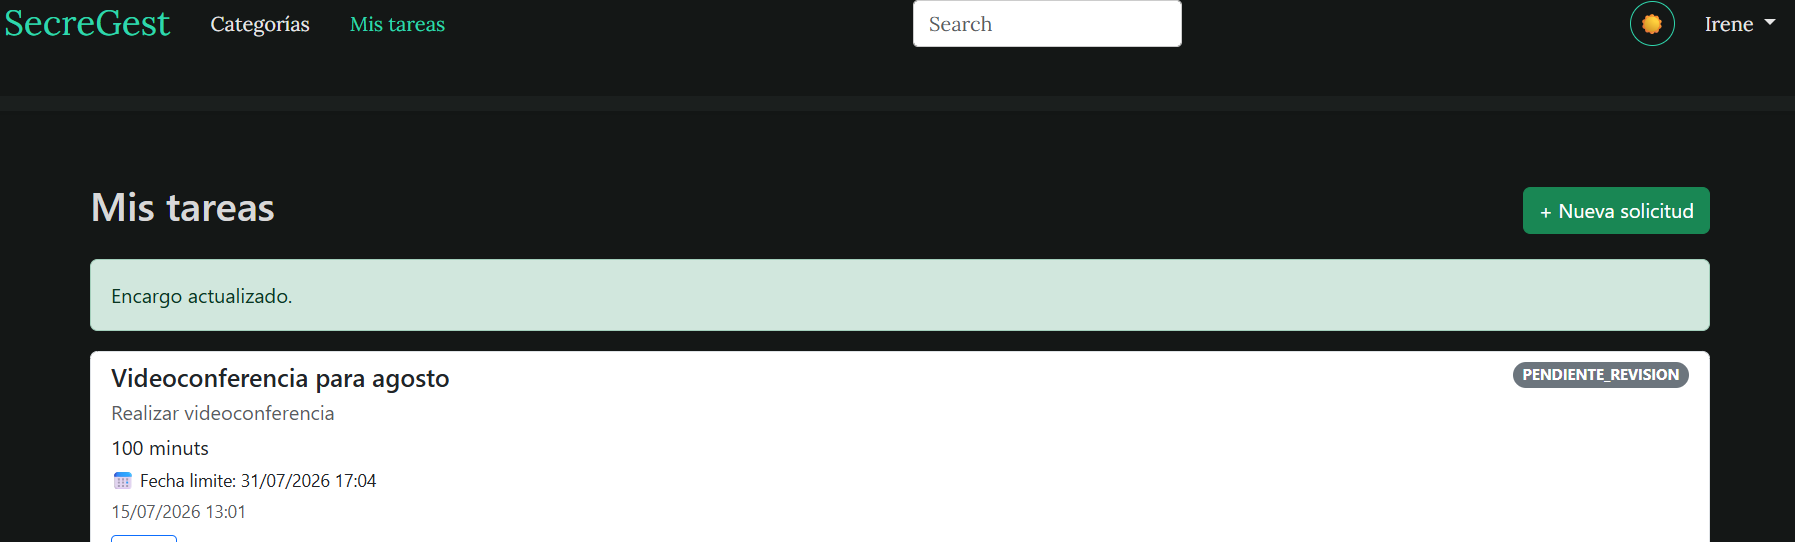 SecreGest Categorías Mis tareas Search Irene
Mis tareas + Nueva solicitud
Encargo actualizado.
Videoconferencia para agosto PENDIENTE_REVISION
Realizar videoconferencia
100 minuts
Fecha limite: 31/07/2026 17:04
15/07/2026 13:01